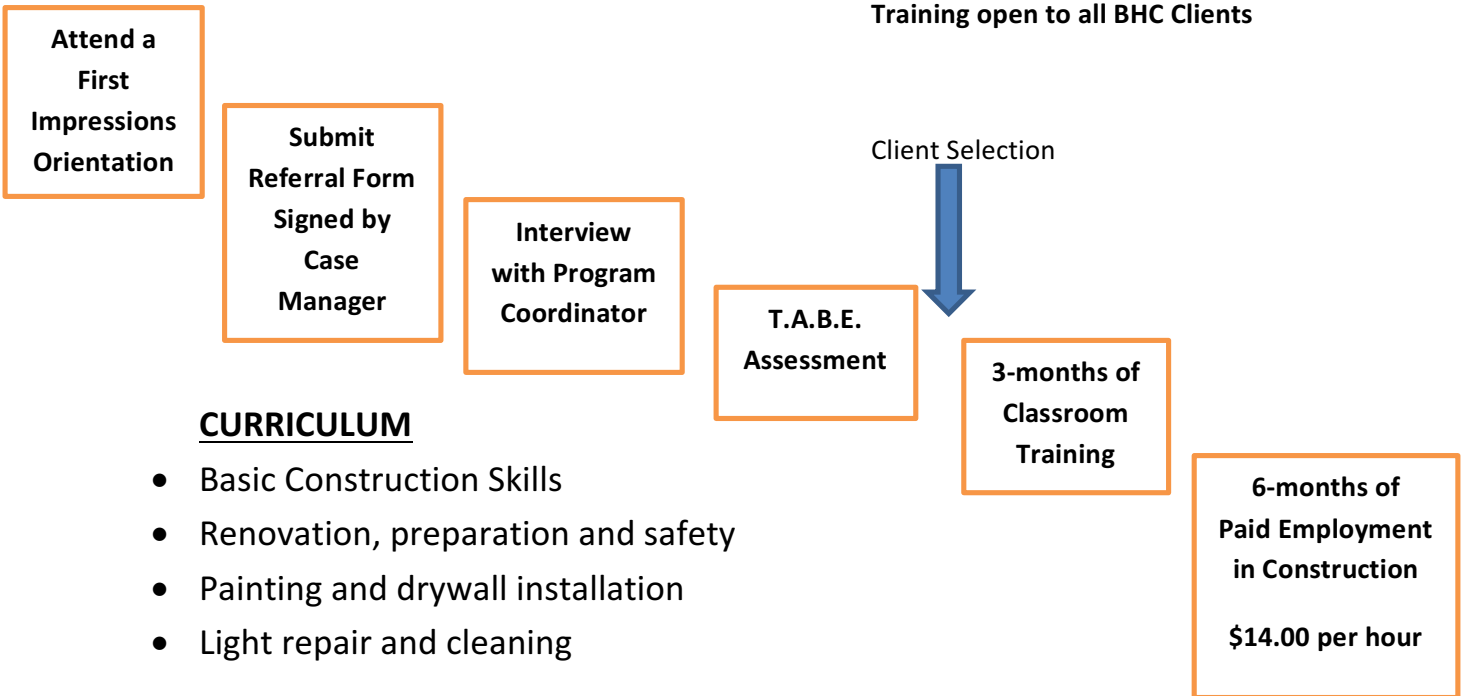 Training open to all BHC Clients
Attend a
First
Impressions
Orientation
Submit
Referral Form
Signed by
Case
Manager
Client Selection
Interview
with Program
Coordinator
T.A.B.E.
Assessment
3-months of
Classroom
Training
6-months of
Paid Employment
in Construction
$14.00 per hour
CURRICULUM
• Basic Construction Skills
• Renovation, preparation and safety
• Painting and drywall installation
• Light repair and cleaning